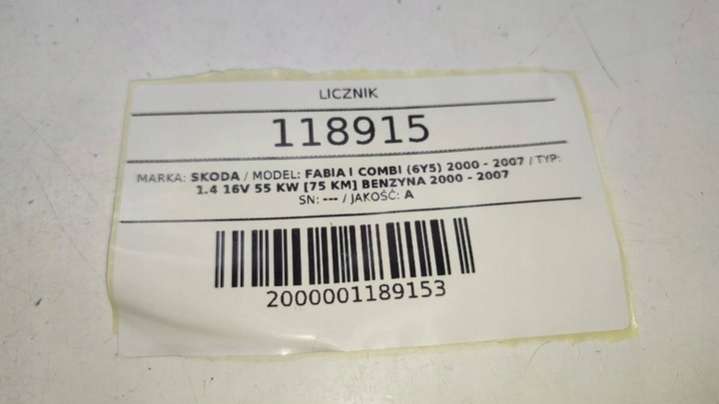 LICZNIK
118915
MARKA: SKODA / MODEL: FABIA I COMBI (6Y5) 2000 - 2007 / TYP:
1.4 16V 55 KW [75 KM] BENZYNA 2000 - 2007
SN: --- / JAKOŚĆ: A
2000001189153